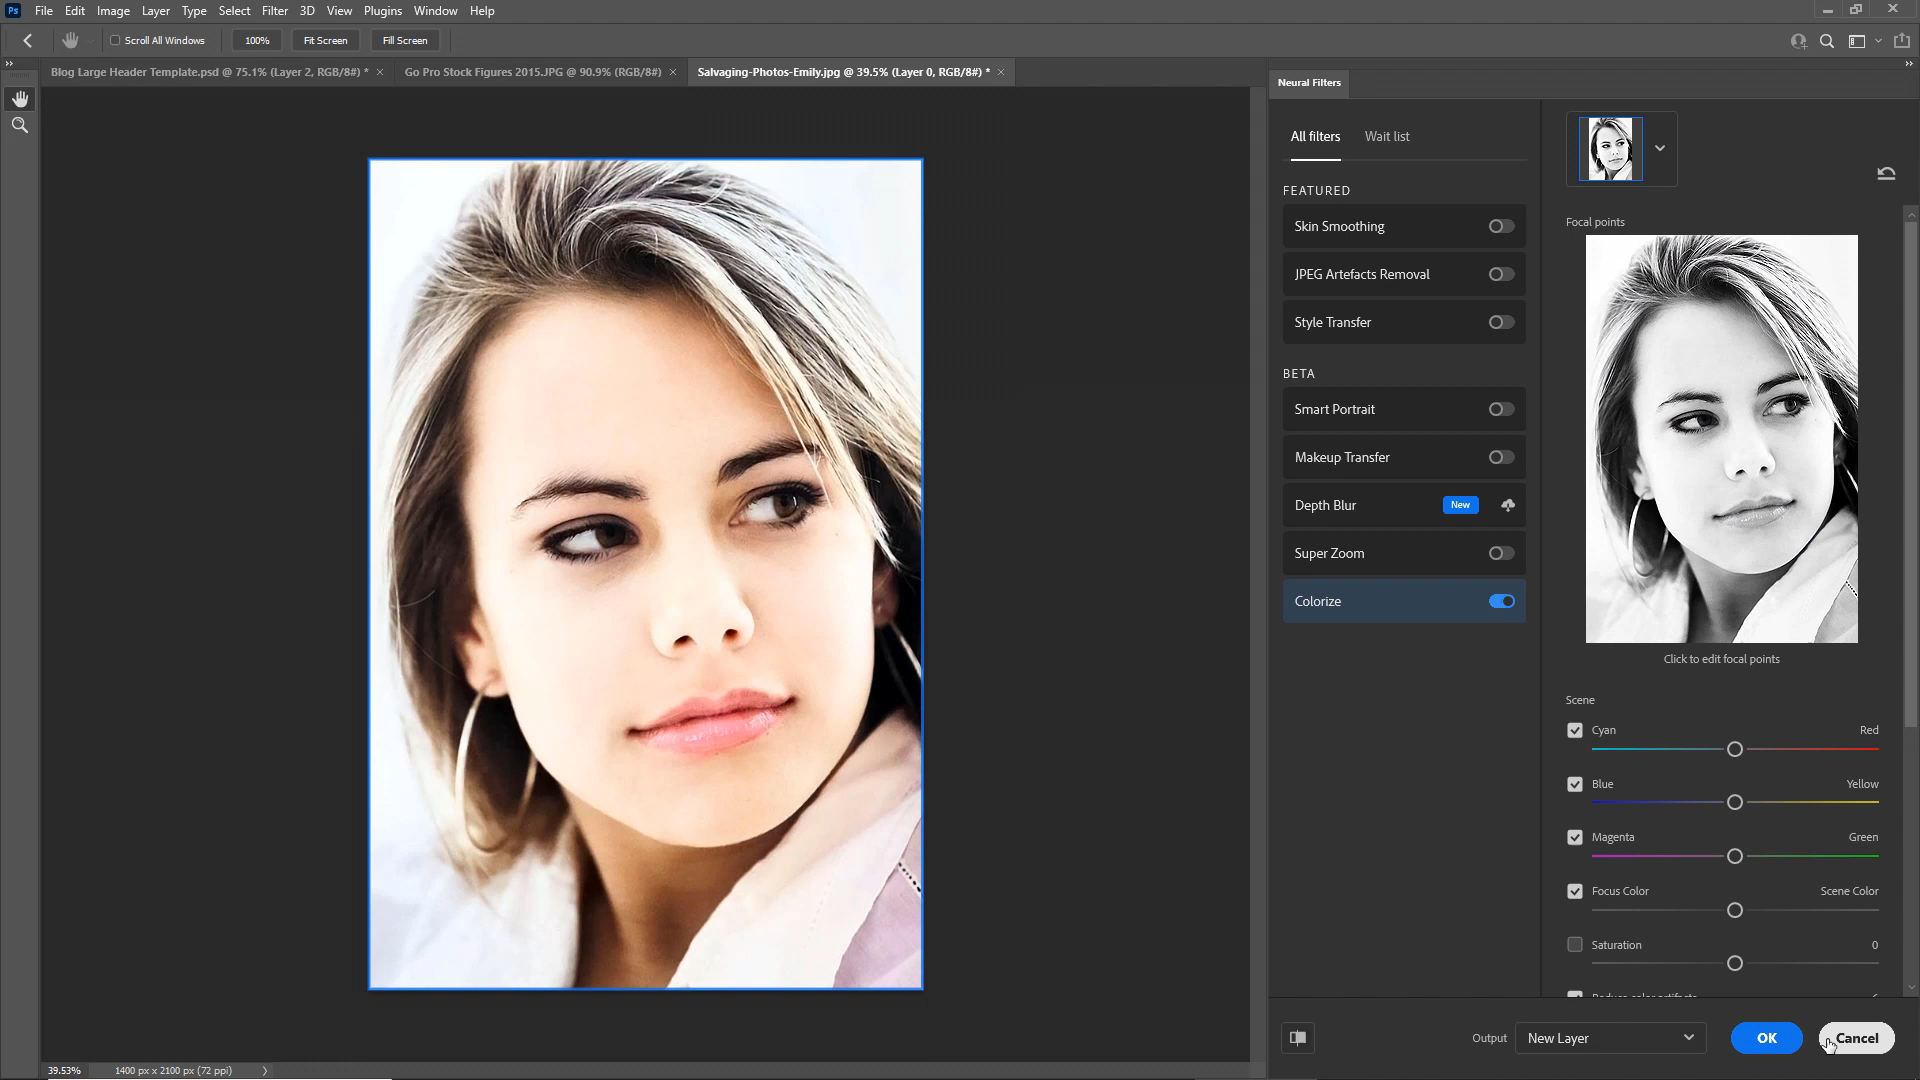 Ps File Edit Image Layer Type Select Filter 3D View Plugins Window Help
Scroll All Windows 100% Fit Screen Fill Screen
Blog Large Header Template.psd @ 75.1% (Layer 2, RGB/8#) * × Go Pro Stock Figures 2015.JPG @ 90.9% (RGB/8#) × Salvaging-Photos-Emily.jpg @ 39.5% (Layer 0, RGB/8#) * ×
Neural Filters
All filters Wait list
FEATURED
Skin Smoothing
JPEG Artefacts Removal
Style Transfer
BETA
Smart Portrait
Makeup Transfer
Depth Blur New
Super Zoom
Colorize
Focal points
Click to edit focal points
Scene
Cyan Red
Blue Yellow
Magenta Green
Focus Color Scene Color
Saturation 0
Reduce color artifacts
Output New Layer OK Cancel
39.53% 1400 px x 2100 px (72 ppi)